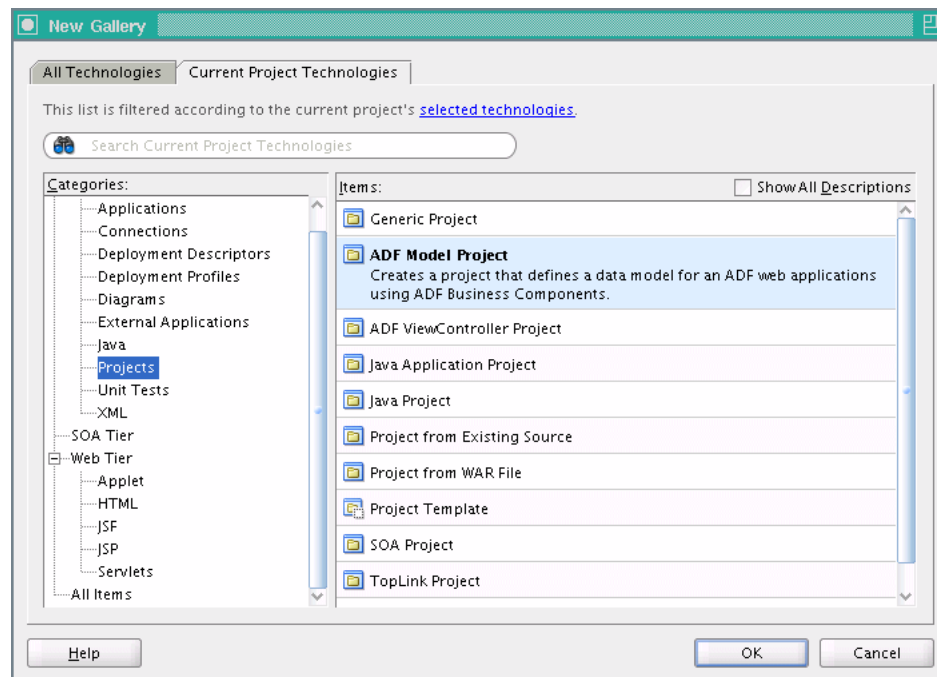 New Gallery
All Technologies
Current Project Technologies
This list is filtered according to the current project's selected technologies.
Search Current Project Technologies
Categories:
Applications
Connections
Deployment Descriptors
Deployment Profiles
Diagrams
External Applications
Java
Projects
Unit Tests
XML
SOA Tier
Web Tier
Applet
HTML
JSF
JSP
Servlets
All Items
Items:
Show All Descriptions
Generic Project
ADF Model Project
Creates a project that defines a data model for an ADF web applications
using ADF Business Components.
ADF ViewController Project
Java Application Project
Java Project
Project from Existing Source
Project from WAR File
Project Template
SOA Project
TopLink Project
Help
OK
Cancel